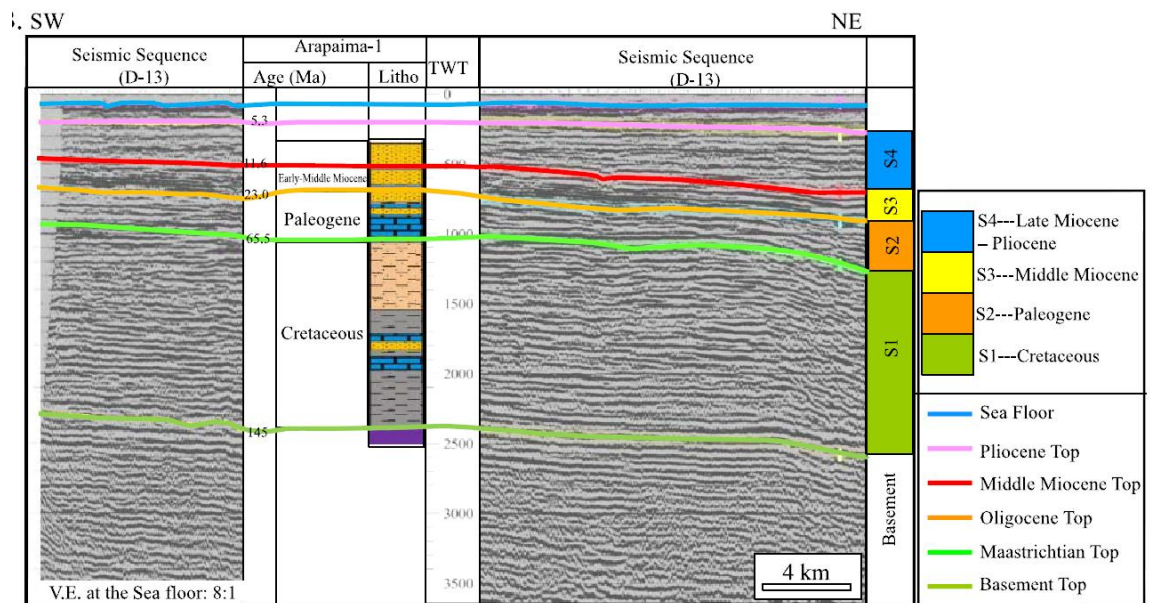 3. SW
NE
Seismic Sequence
(D-13)
Arapaima-1
Age (Ma)
Litho
TWT
Seismic Sequence
(D-13)
0
5.3
11.6
500
Early-Middle Miocene
23.0
Paleogene
65.5
1000
1500
Cretaceous
2000
145
2500
3000
3500
S4
S3
S2
S1
Basement
4 km
V.E. at the Sea floor: 8:1
S4---Late Miocene
– Pliocene
S3---Middle Miocene
S2---Paleogene
S1---Cretaceous
Sea Floor
Pliocene Top
Middle Miocene Top
Oligocene Top
Maastrichtian Top
Basement Top